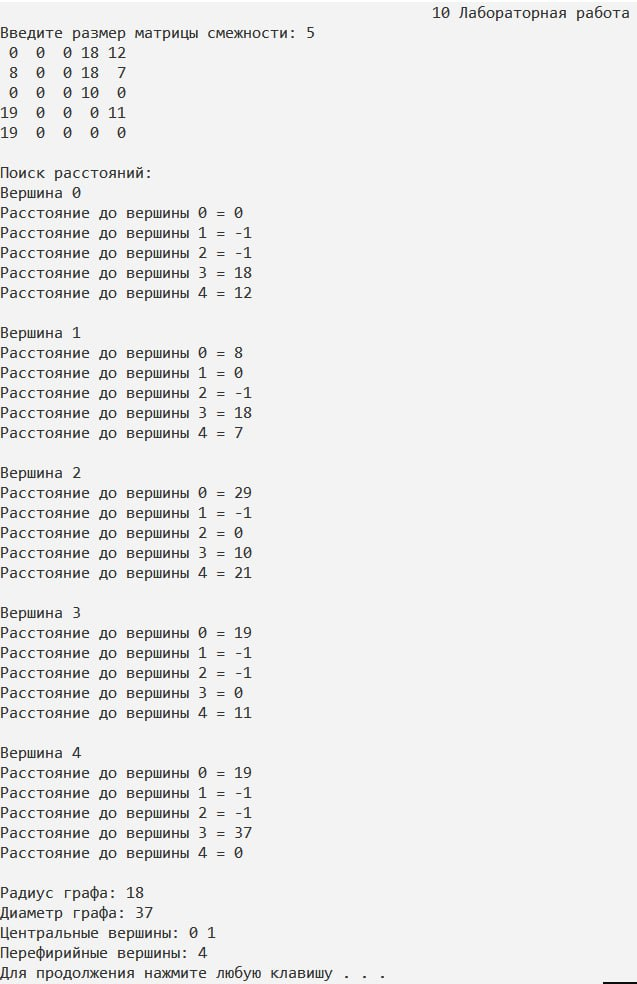 10 Лабораторная работа
Введите размер матрицы смежности: 5
0 0 0 18 12
8 0 0 18 7
0 0 0 10 0
19 0 0 0 11
19 0 0 0 0
Поиск расстояний:
Вершина 0
Расстояние до вершины 0 = 0
Расстояние до вершины 1 = -1
Расстояние до вершины 2 = -1
Расстояние до вершины 3 = 18
Расстояние до вершины 4 = 12
Вершина 1
Расстояние до вершины 0 = 8
Расстояние до вершины 1 = 0
Расстояние до вершины 2 = -1
Расстояние до вершины 3 = 18
Расстояние до вершины 4 = 7
Вершина 2
Расстояние до вершины 0 = 29
Расстояние до вершины 1 = -1
Расстояние до вершины 2 = 0
Расстояние до вершины 3 = 10
Расстояние до вершины 4 = 21
Вершина 3
Расстояние до вершины 0 = 19
Расстояние до вершины 1 = -1
Расстояние до вершины 2 = -1
Расстояние до вершины 3 = 0
Расстояние до вершины 4 = 11
Вершина 4
Расстояние до вершины 0 = 19
Расстояние до вершины 1 = -1
Расстояние до вершины 2 = -1
Расстояние до вершины 3 = 37
Расстояние до вершины 4 = 0
Радиус графа: 18
Диаметр графа: 37
Центральные вершины: 0 1
Перефирийные вершины: 4
Для продолжения нажмите любую клавишу . . .